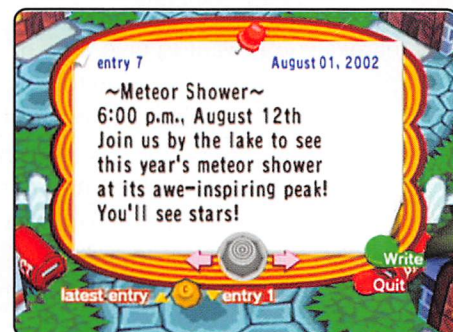 entry 7 August 01, 2002
~Meteor Shower~
6:00 p.m., August 12th
Join us by the lake to see
this year's meteor shower
at its awe-inspiring peak!
You'll see stars!
Write
Quit
latest entry entry 1